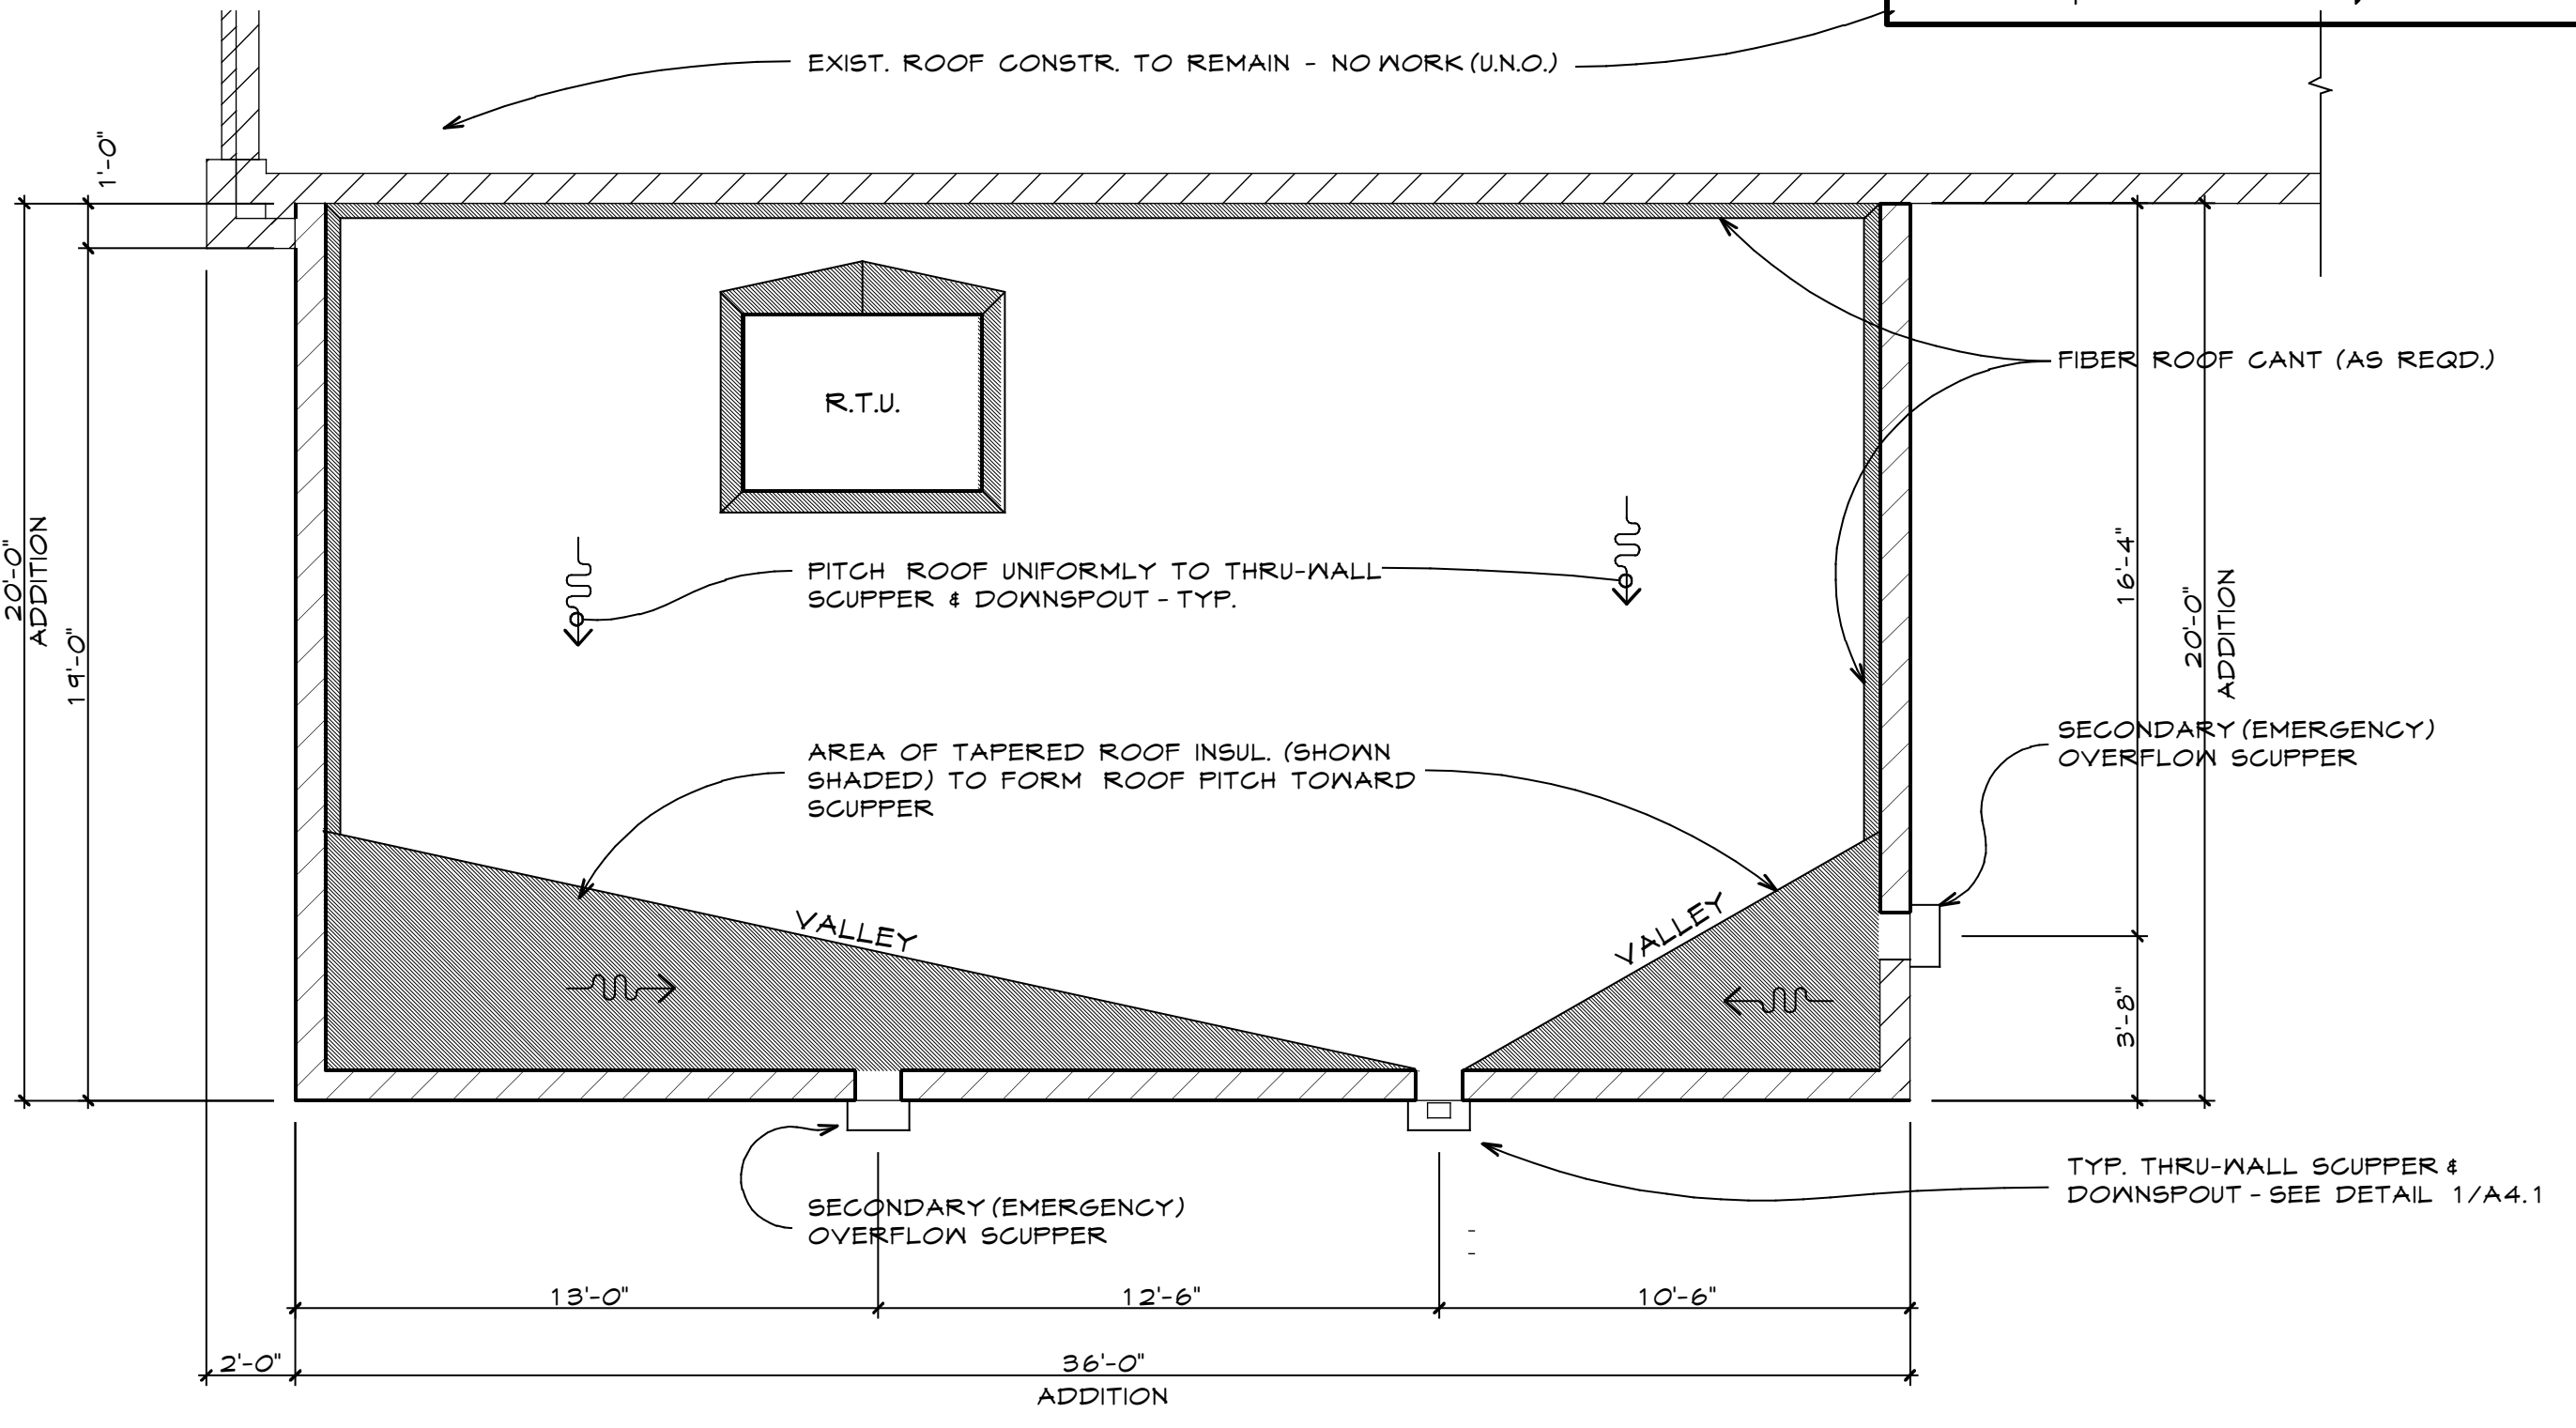 EXIST. ROOF CONSTR. TO REMAIN - NO WORK (U.N.O.)
1'-0"
R.T.U.
FIBER ROOF CANT (AS REQD.)
20'-0"
ADDITION
19'-0"
PITCH ROOF UNIFORMLY TO THRU-WALL
SCUPPER & DOWNSPOUT - TYP.
16'-4"
20'-0"
ADDITION
AREA OF TAPERED ROOF INSUL. (SHOWN
SHADED) TO FORM ROOF PITCH TOWARD
SCUPPER
SECONDARY (EMERGENCY)
OVERFLOW SCUPPER
VALLEY
VALLEY
3'-8"
TYP. THRU-WALL SCUPPER &
DOWNSPOUT - SEE DETAIL 1/A4.1
SECONDARY (EMERGENCY)
OVERFLOW SCUPPER
13'-0"
12'-6"
10'-6"
2'-0"
36'-0"
ADDITION